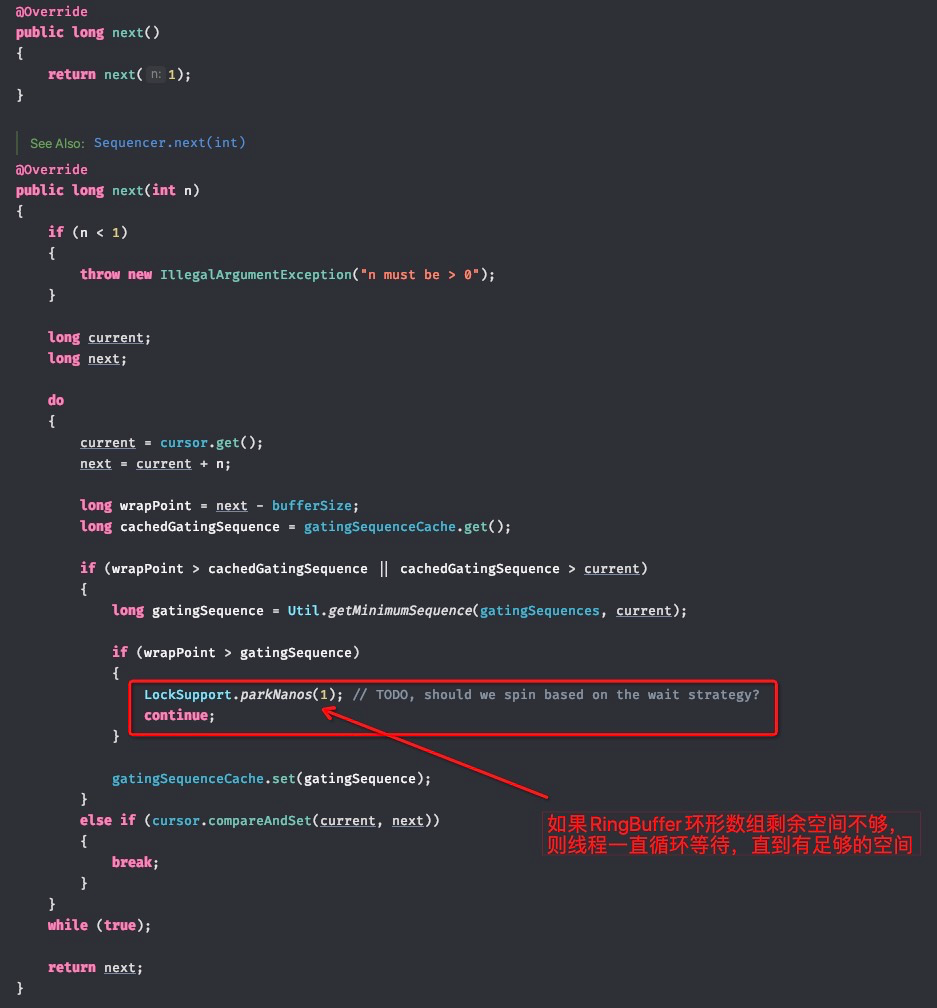 @Override
public long next()
{
    return next( n: 1);
}
See Also: Sequencer.next(int)
@Override
public long next(int n)
{
    if (n < 1)
    {
        throw new IllegalArgumentException("n must be > 0");
    }
    long current;
    long next;
    do
    {
        current = cursor.get();
        next = current + n;
        long wrapPoint = next - bufferSize;
        long cachedGatingSequence = gatingSequenceCache.get();
        if (wrapPoint > cachedGatingSequence || cachedGatingSequence > current)
        {
            long gatingSequence = Util.getMinimumSequence(gatingSequences, current);
            if (wrapPoint > gatingSequence)
            {
                LockSupport.parkNanos(1); // TODO, should we spin based on the wait strategy?
                continue;
            }
            gatingSequenceCache.set(gatingSequence);
        }
        else if (cursor.compareAndSet(current, next))
        {
            break;
        }
    }
    while (true);
    return next;
}
如果RingBuffer环形数组剩余空间不够，
则线程一直循环等待，直到有足够的空间